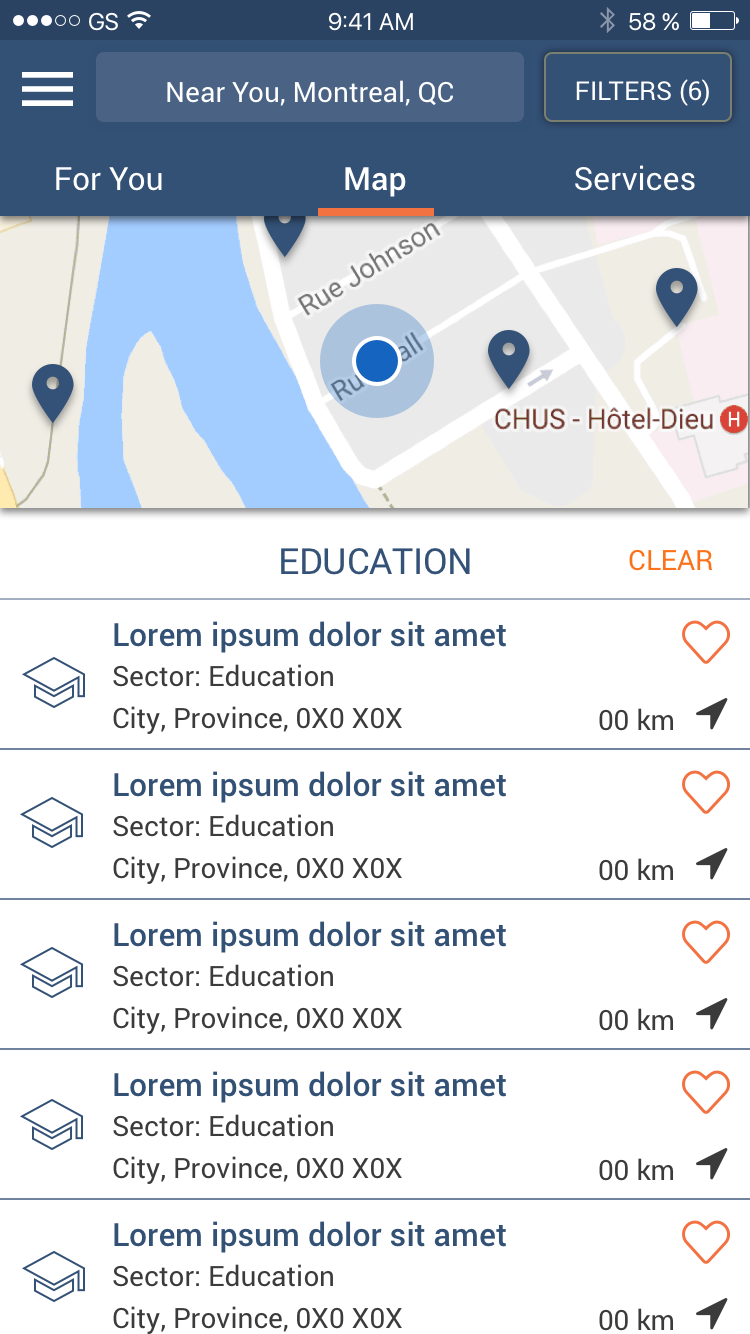 GS 9:41 AM 58 %
Near You, Montreal, QC FILTERS (6)
For You Map Services
Rue Johnson
CHUS - Hôtel-Dieu H
EDUCATION CLEAR
Lorem ipsum dolor sit amet
Sector: Education
City, Province, 0X0 X0X 00 km
Lorem ipsum dolor sit amet
Sector: Education
City, Province, 0X0 X0X 00 km
Lorem ipsum dolor sit amet
Sector: Education
City, Province, 0X0 X0X 00 km
Lorem ipsum dolor sit amet
Sector: Education
City, Province, 0X0 X0X 00 km
Lorem ipsum dolor sit amet
Sector: Education
City, Province, 0X0 X0X 00 km